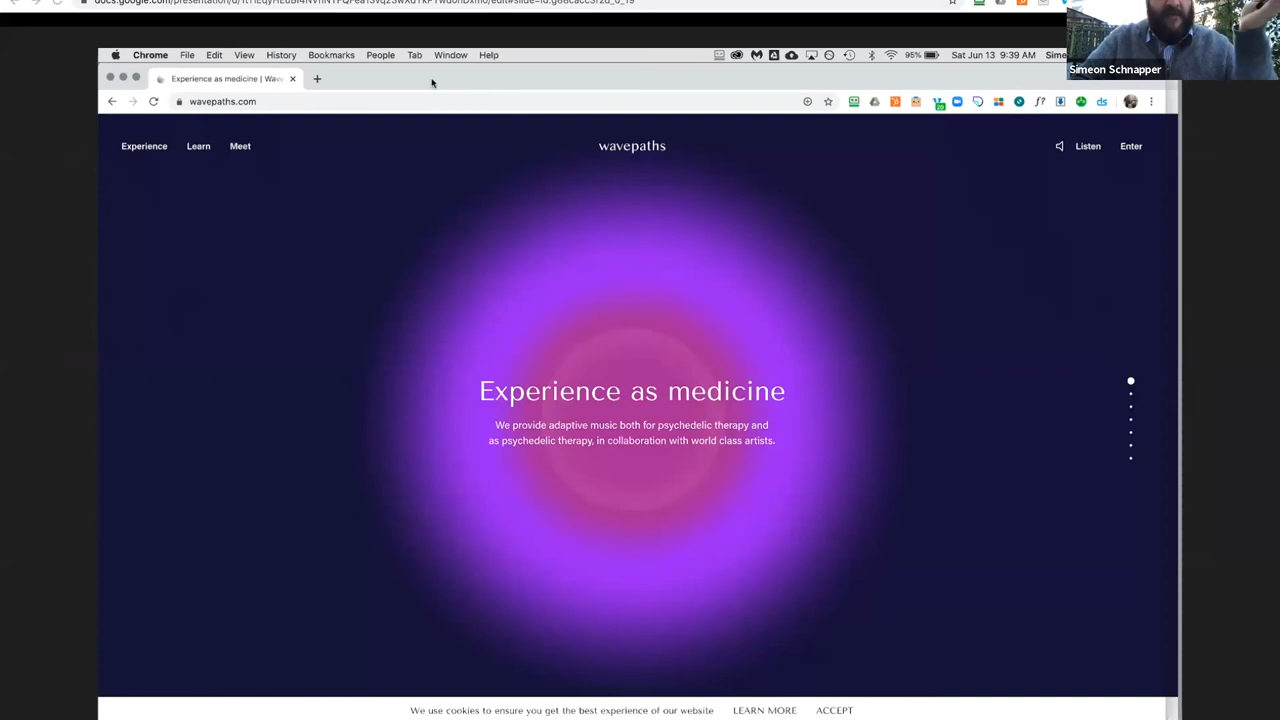 Simeon Schnapper
Chrome File Edit View History Bookmarks People Tab Window Help 95% Sat Jun 13 9:39 AM Sime
Experience as medicine | Wav
wavepaths.com
Experience Learn Meet wavepaths Listen Enter
Experience as medicine
We provide adaptive music both for psychedelic therapy and
as psychedelic therapy, in collaboration with world class artists.
We use cookies to ensure you get the best experience of our website LEARN MORE ACCEPT